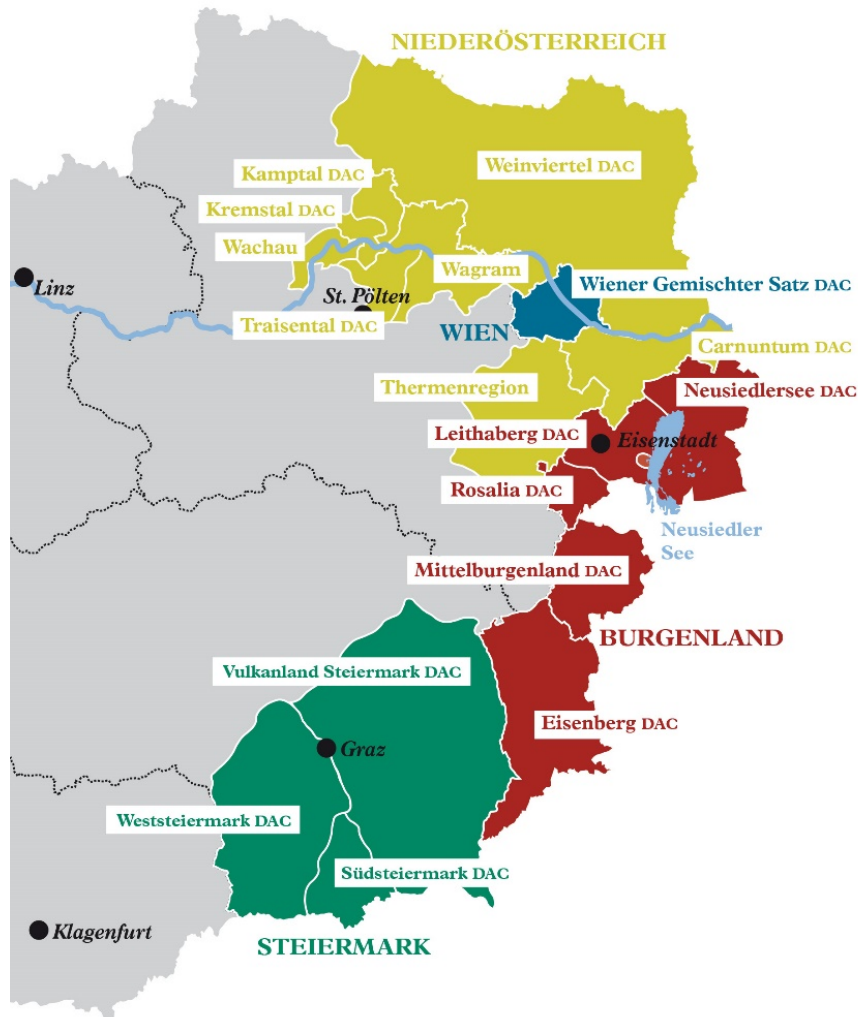 NIEDERÖSTERREICH
Weinviertel DAC
Kamptal DAC
Kremstal DAC
Wachau
Wagram
Linz
Wiener Gemischter Satz DAC
St. Pölten
Traisental DAC
WIEN
Carnuntum DAC
Thermenregion
Neusiedlersee DAC
Leithaberg DAC
Eisenstadt
Rosalia DAC
Neusiedler
See
Mittelburgenland DAC
BURGENLAND
Vulkanland Steiermark DAC
Eisenberg DAC
Graz
Weststeiermark DAC
Südsteiermark DAC
Klagenfurt
STEIERMARK